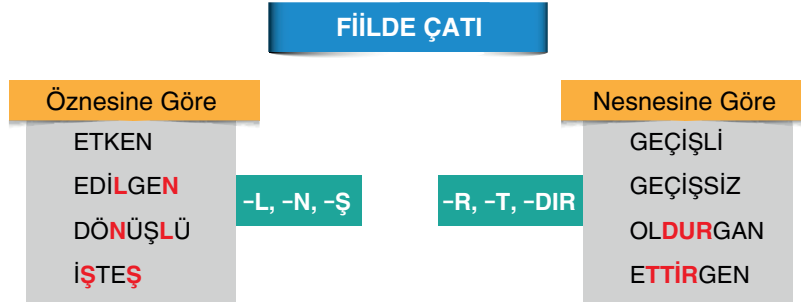 FİİLDE ÇATI
Öznesine Göre
ETKEN
EDİLGEN
DÖNÜŞLÜ
İŞTEŞ
-L, -N, -Ş
Nesnesine Göre
GEÇİŞLİ
GEÇİŞSİZ
OLDURGAN
ETTİRGEN
-R, -T, -DIR